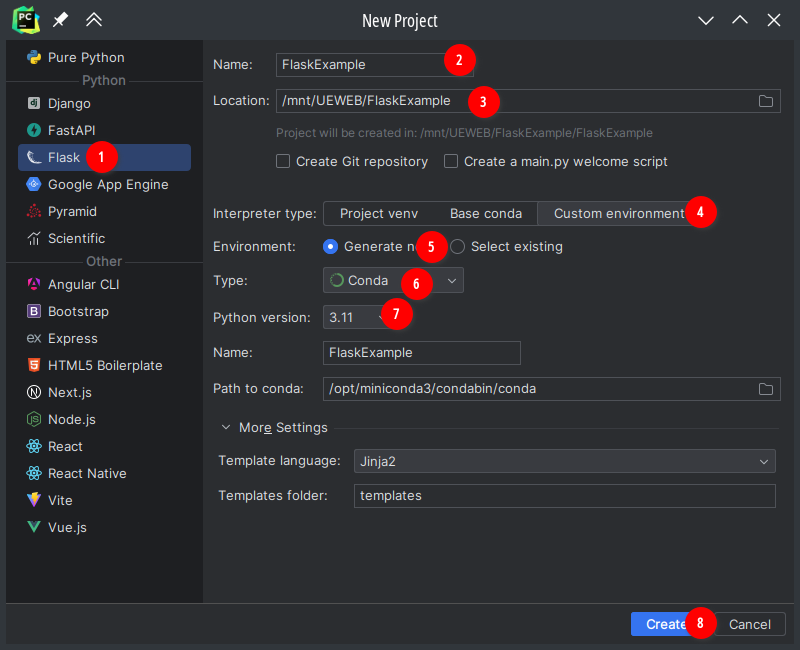 PC
New Project
Pure Python
Python
dj Django
FastAPI
Flask 1
Google App Engine
Pyramid
Scientific
Other
Angular CLI
B Bootstrap
ex Express
5 HTML5 Boilerplate
N Next.js
JS Node.js
React
React Native
Vite
Vue.js
Name: FlaskExample 2
Location: /mnt/UEWEB/FlaskExample 3
Project will be created in: /mnt/UEWEB/FlaskExample/FlaskExample
Create Git repository Create a main.py welcome script
Interpreter type: Project venv Base conda Custom environment 4
Environment: Generate n 5 Select existing
Type: Conda 6
Python version: 3.11 7
Name: FlaskExample
Path to conda: /opt/miniconda3/condabin/conda
More Settings
Template language: Jinja2
Templates folder: templates
Create 8 Cancel